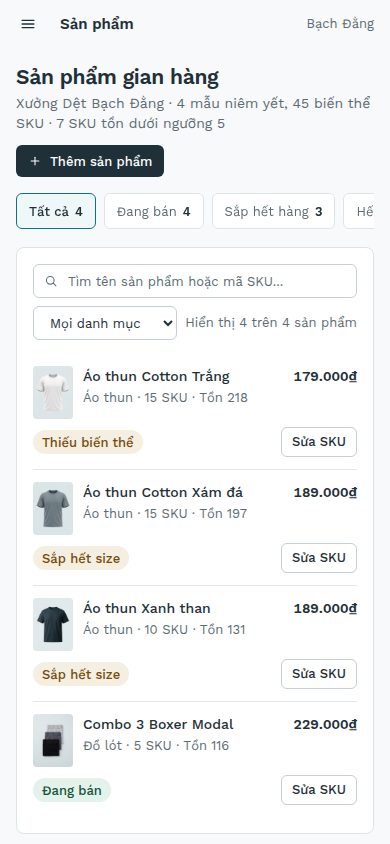 Sản phẩm
Bạch Đằng
Sản phẩm gian hàng
Xưởng Dệt Bạch Đằng · 4 mẫu niêm yết, 45 biến thể
SKU · 7 SKU tồn dưới ngưỡng 5
+ Thêm sản phẩm
Tất cả 4
Đang bán 4
Sắp hết hàng 3
Hế
Tìm tên sản phẩm hoặc mã SKU...
Mọi danh mục
Hiển thị 4 trên 4 sản phẩm
Áo thun Cotton Trắng
179.000₫
Áo thun · 15 SKU · Tồn 218
Thiếu biến thể
Sửa SKU
Áo thun Cotton Xám đá
189.000₫
Áo thun · 15 SKU · Tồn 197
Sắp hết size
Sửa SKU
Áo thun Xanh than
189.000₫
Áo thun · 10 SKU · Tồn 131
Sắp hết size
Sửa SKU
Combo 3 Boxer Modal
229.000₫
Đồ lót · 5 SKU · Tồn 116
Đang bán
Sửa SKU